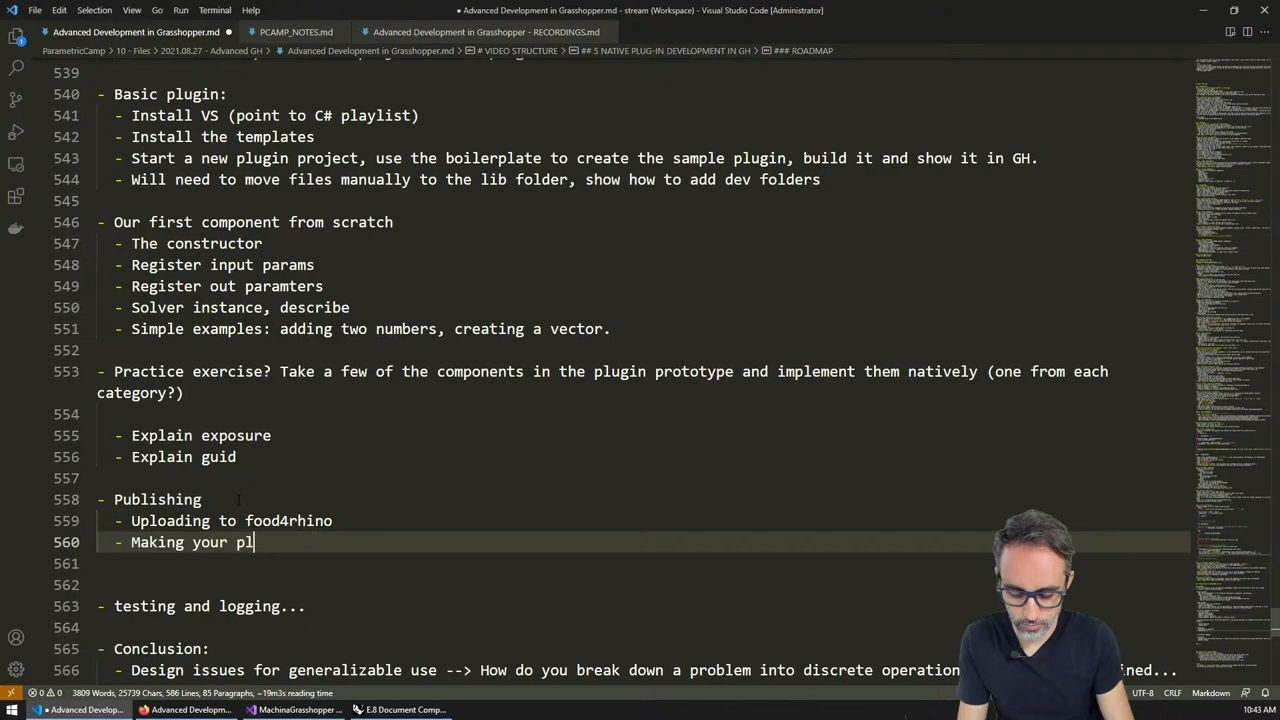 File Edit Selection View Go Run Terminal Help
● Advanced Development in Grasshopper.md - stream (Workspace) - Visual Studio Code [Administrator]
Advanced Development in Grasshopper.md ● PCAMP_NOTES.md Advanced Development in Grasshopper - RECORDINGS.md
ParametricCamp > 10 - Files > 2021.08.27 - Advanced GH > Advanced Development in Grasshopper.md > # VIDEO STRUCTURE > ## 5 NATIVE PLUG-IN DEVELOPMENT IN GH > ### ROADMAP
539
540 - Basic plugin:
541 - Install VS (point to C# playlist)
542 - Install the templates
543 - Start a new plugin project, use the boilerplate to create the sample plugin, build it and show it in GH.
544 - Will need to move files manually to the lib folder, show how to add dev folders
545
546 - Our first component from scratch
547 - The constructor
548 - Register input params
549 - Register out paramters
550 - Solver instance, describe
551 - Simple examples: adding two numbers, creating a vector.
552
553 - Practice exercise? Take a few of the components in the plugin prototype and implement them natively (one from each
category?)
554
555 - Explain exposure
556 - Explain guid
557
558 - Publishing
559 - Uploading to food4rhino
560 - Making your pl
561
562
563 - testing and logging...
564
565 - Conclusion:
566 - Design issues for generalizable use --> How do you break down a problem into discrete operation ned...
0 0 3809 Words, 25739 Chars, 586 Lines, 85 Paragraphs, ~19m3s reading time UTF-8 CRLF Markdown
Advanced Develop... Advanced Developm... MachinaGrasshopper ... E.8 Document Comp... 10:43 AM